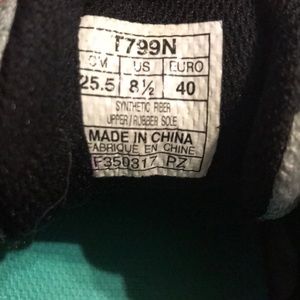 T799N
CM US EURO
25.5 8½ 40
SYNTHETIC FIBER
UPPER/RUBBER SOLE
MADE IN CHINA
FABRIQUE EN CHINE
F350317 PZ